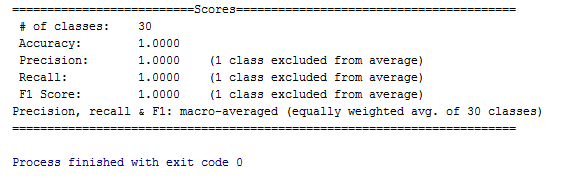 ==========================Scores========================================
# of classes: 30
Accuracy: 1.0000
Precision: 1.0000 (1 class excluded from average)
Recall: 1.0000 (1 class excluded from average)
F1 Score: 1.0000 (1 class excluded from average)
Precision, recall & F1: macro-averaged (equally weighted avg. of 30 classes)
========================================================================
Process finished with exit code 0